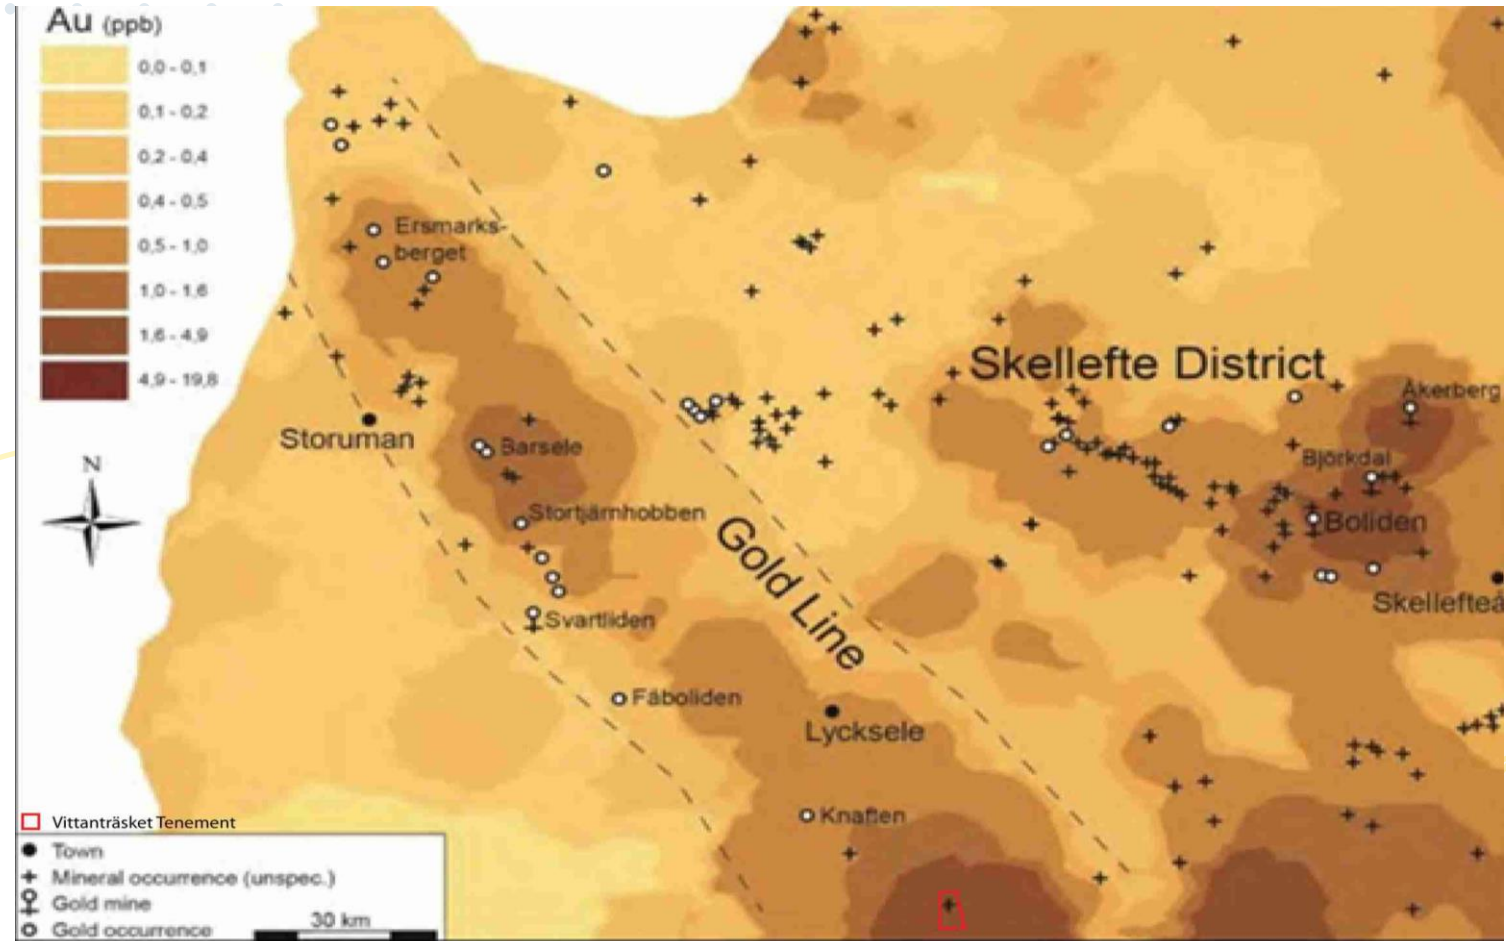 Au (ppb)
0,0 - 0,1
0,1 - 0,2
0,2 - 0,4
0,4 - 0,5
0,5 - 1,0
1,0 - 1,6
1,6 - 4,9
4,9 - 19,8
Ersmarks-
berget
Skellefte District
Åkerberg
Storuman
Barsele
Björkdal
N
Stortjärnhobben
Boliden
Gold Line
Skellefteå
Svartliden
Fäboliden
Lycksele
Knaften
Vittanträsket Tenement
Town
Mineral occurrence (unspec.)
Gold mine
Gold occurrence
30 km